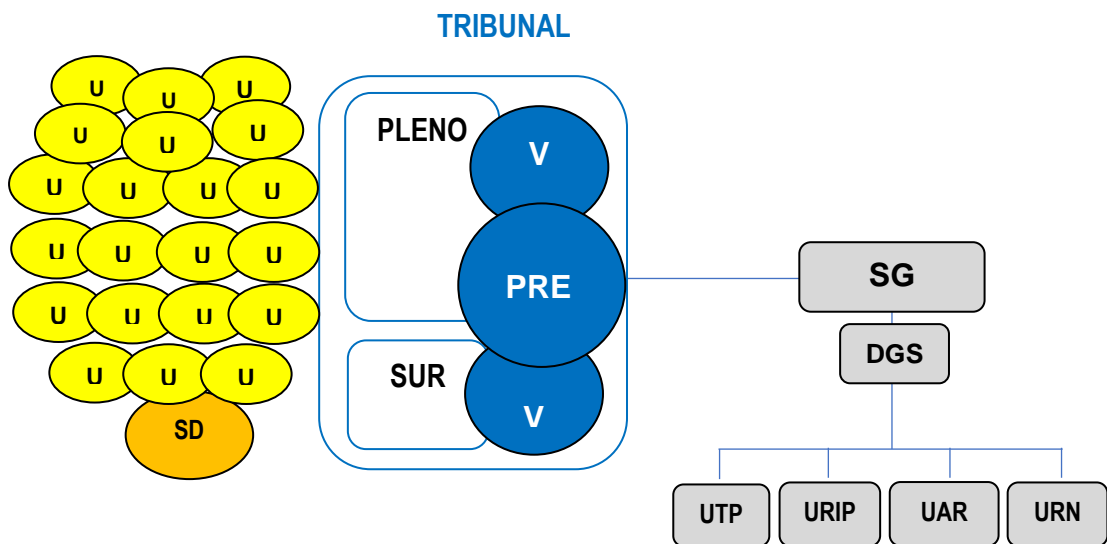 TRIBUNAL
U U U
U U U
U U U U
U U U U
U U U U
U U U
SD
PLENO
SUR
V
PRE
V
SG
DGS
UTP URIP UAR URN